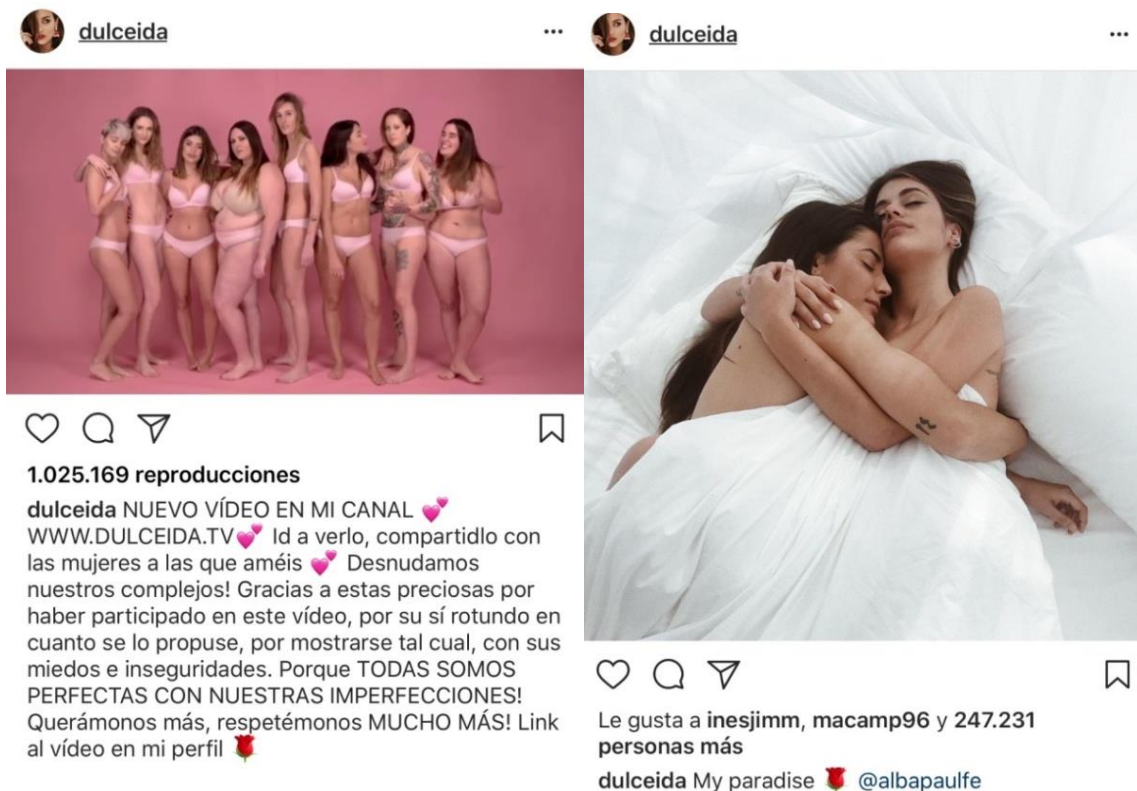 dulceida
1.025.169 reproducciones
dulceida NUEVO VÍDEO EN MI CANAL 💕
WWW.DULCEIDA.TV💕 Id a verlo, compartidlo con
las mujeres a las que améis 💕 Desnudamos
nuestros complejos! Gracias a estas preciosas por
haber participado en este vídeo, por su sí rotundo en
cuanto se lo propuse, por mostrarse tal cual, con sus
miedos e inseguridades. Porque TODAS SOMOS
PERFECTAS CON NUESTRAS IMPERFECCIONES!
Querámonos más, respetémonos MUCHO MÁS! Link
al vídeo en mi perfil 🌹
dulceida
Le gusta a inesjimm, macamp96 y 247.231
personas más
dulceida My paradise 🌹 @albapaulfe